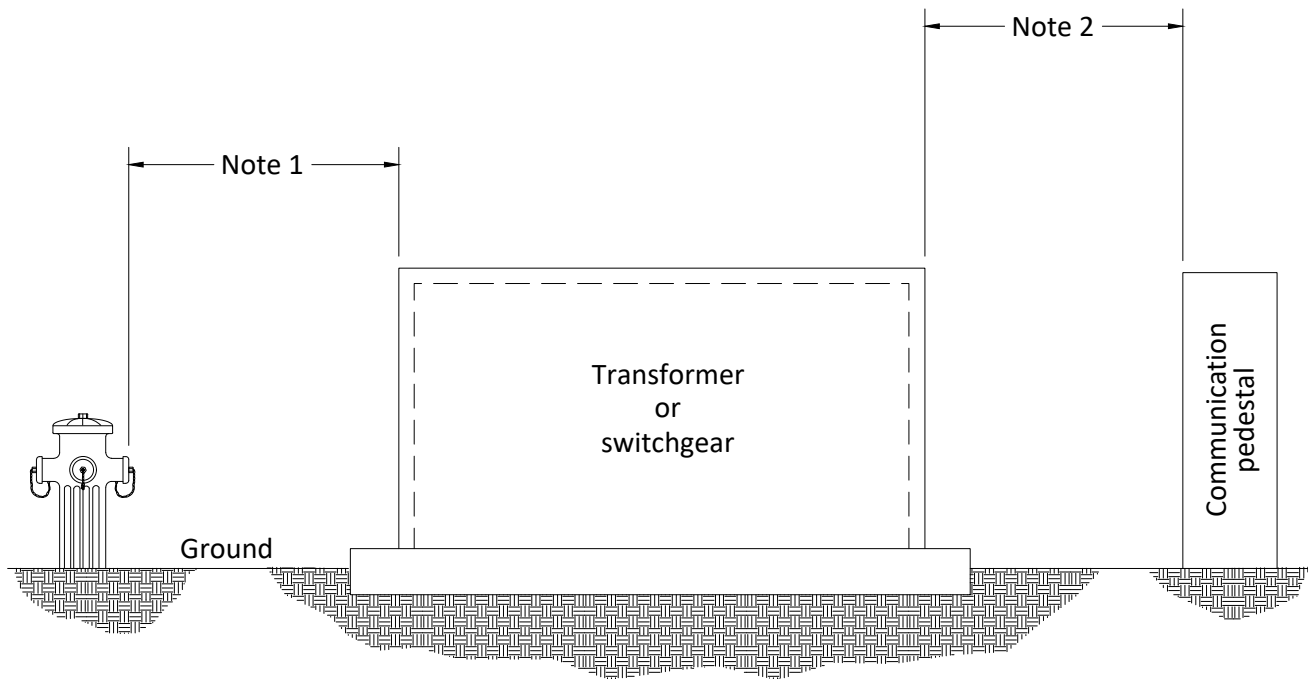 Note 2
Note 1
Transformer
or
switchgear
Communication
pedestal
Ground